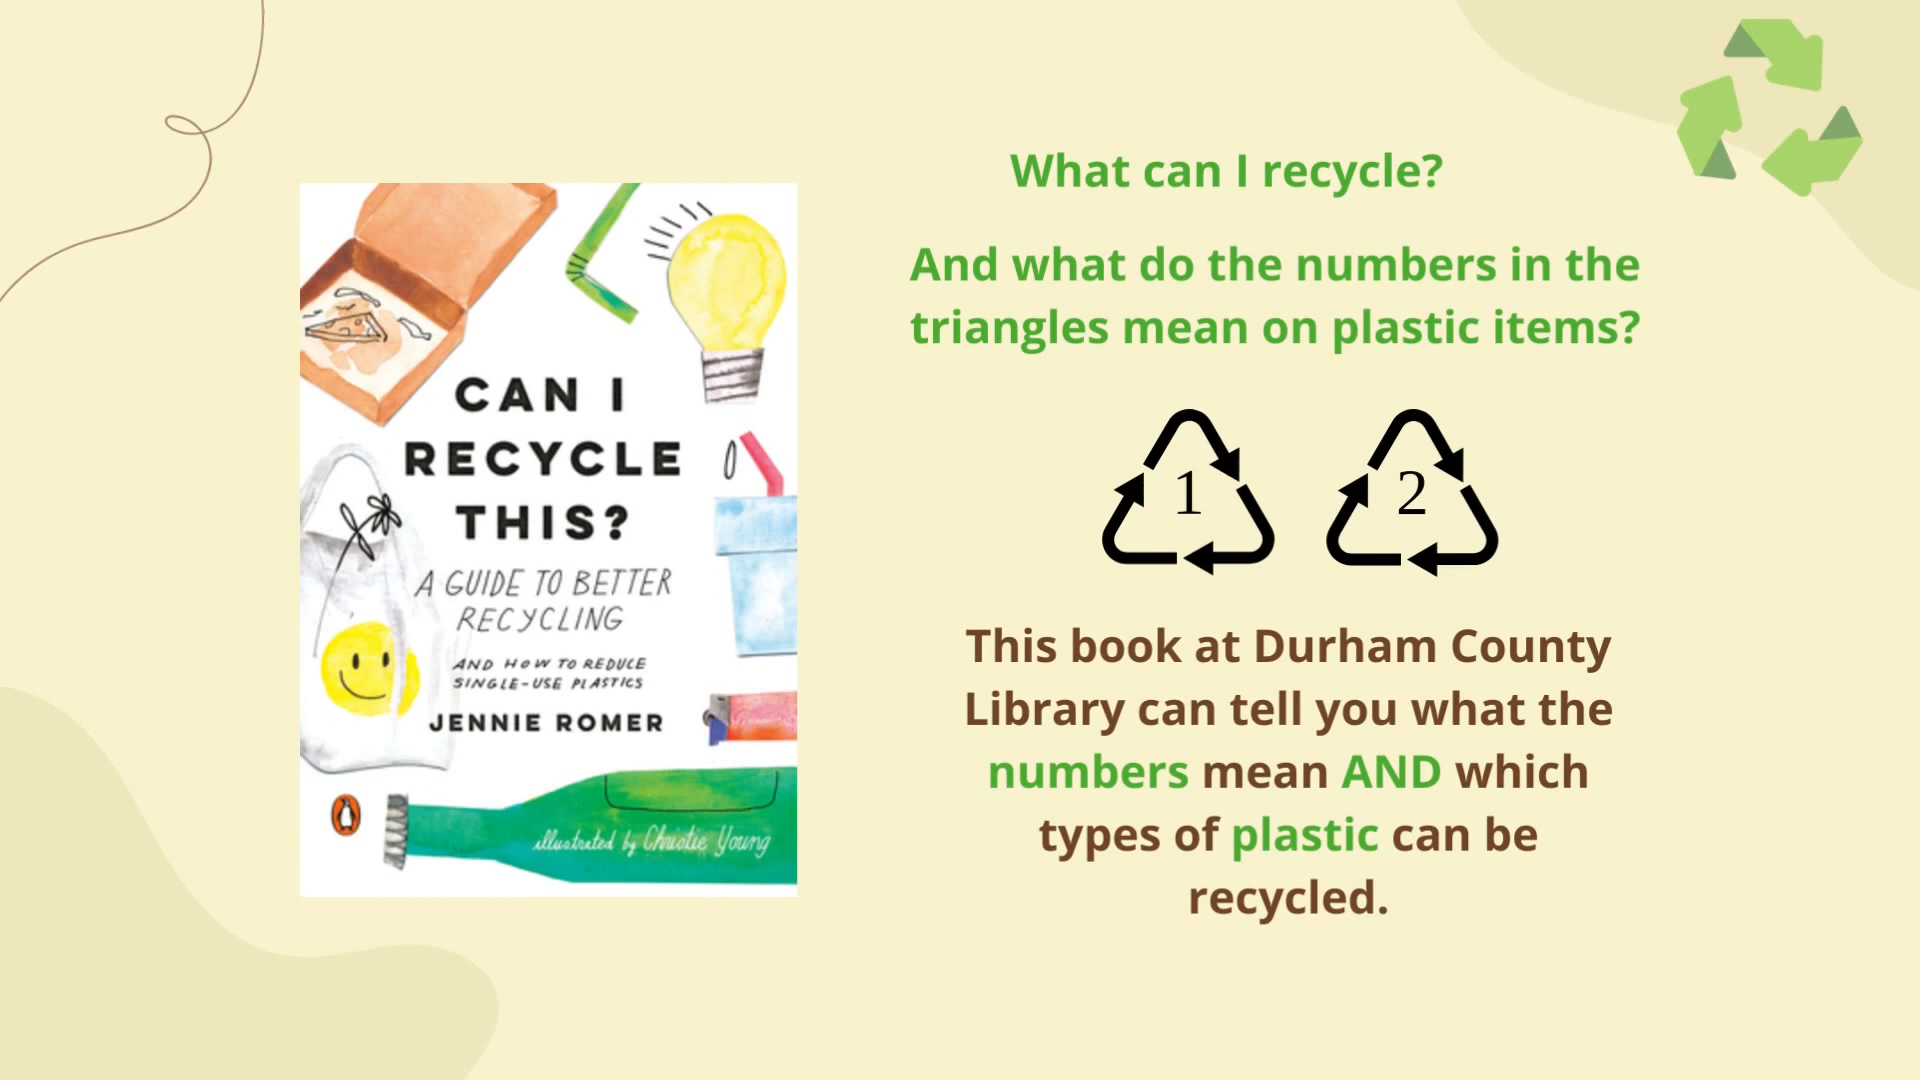 CAN I
RECYCLE
THIS?
A GUIDE TO BETTER
RECYCLING
AND HOW TO REDUCE
SINGLE-USE PLASTICS
JENNIE ROMER
illustrated by Christie Young
What can I recycle?
And what do the numbers in the
triangles mean on plastic items?
1 2
This book at Durham County
Library can tell you what the
numbers mean AND which
types of plastic can be
recycled.